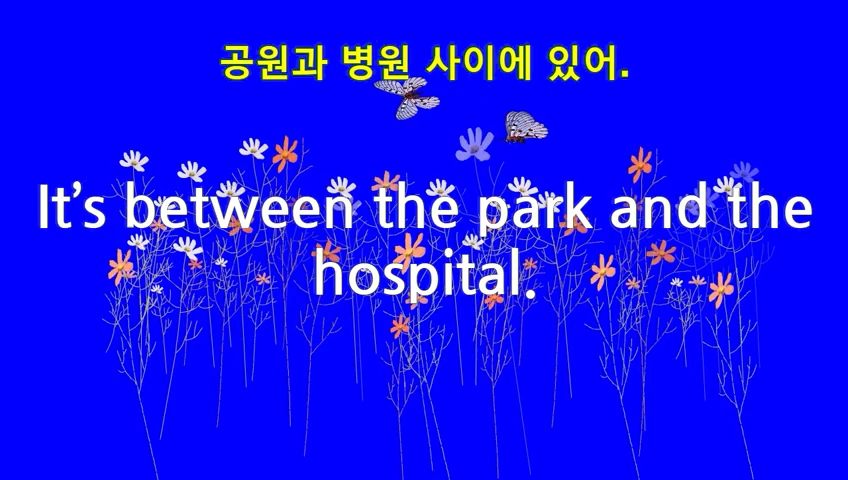 공원과 병원 사이에 있어.
It’s between the park and the
hospital.